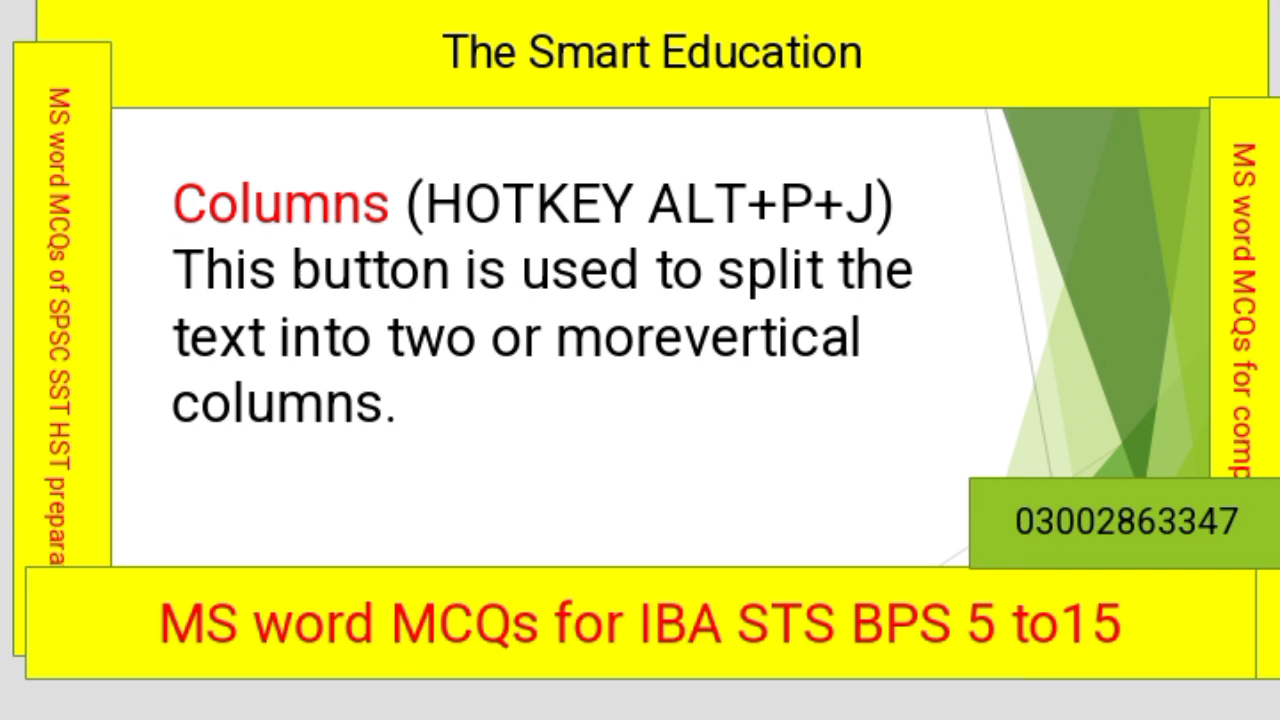 The Smart Education
MS word MCQs of SPSC SST HST prepara
Columns (HOTKEY ALT+P+J)
This button is used to split the
text into two or morevertical
columns.
MS word MCQs for comp
03002863347
MS word MCQs for IBA STS BPS 5 to15